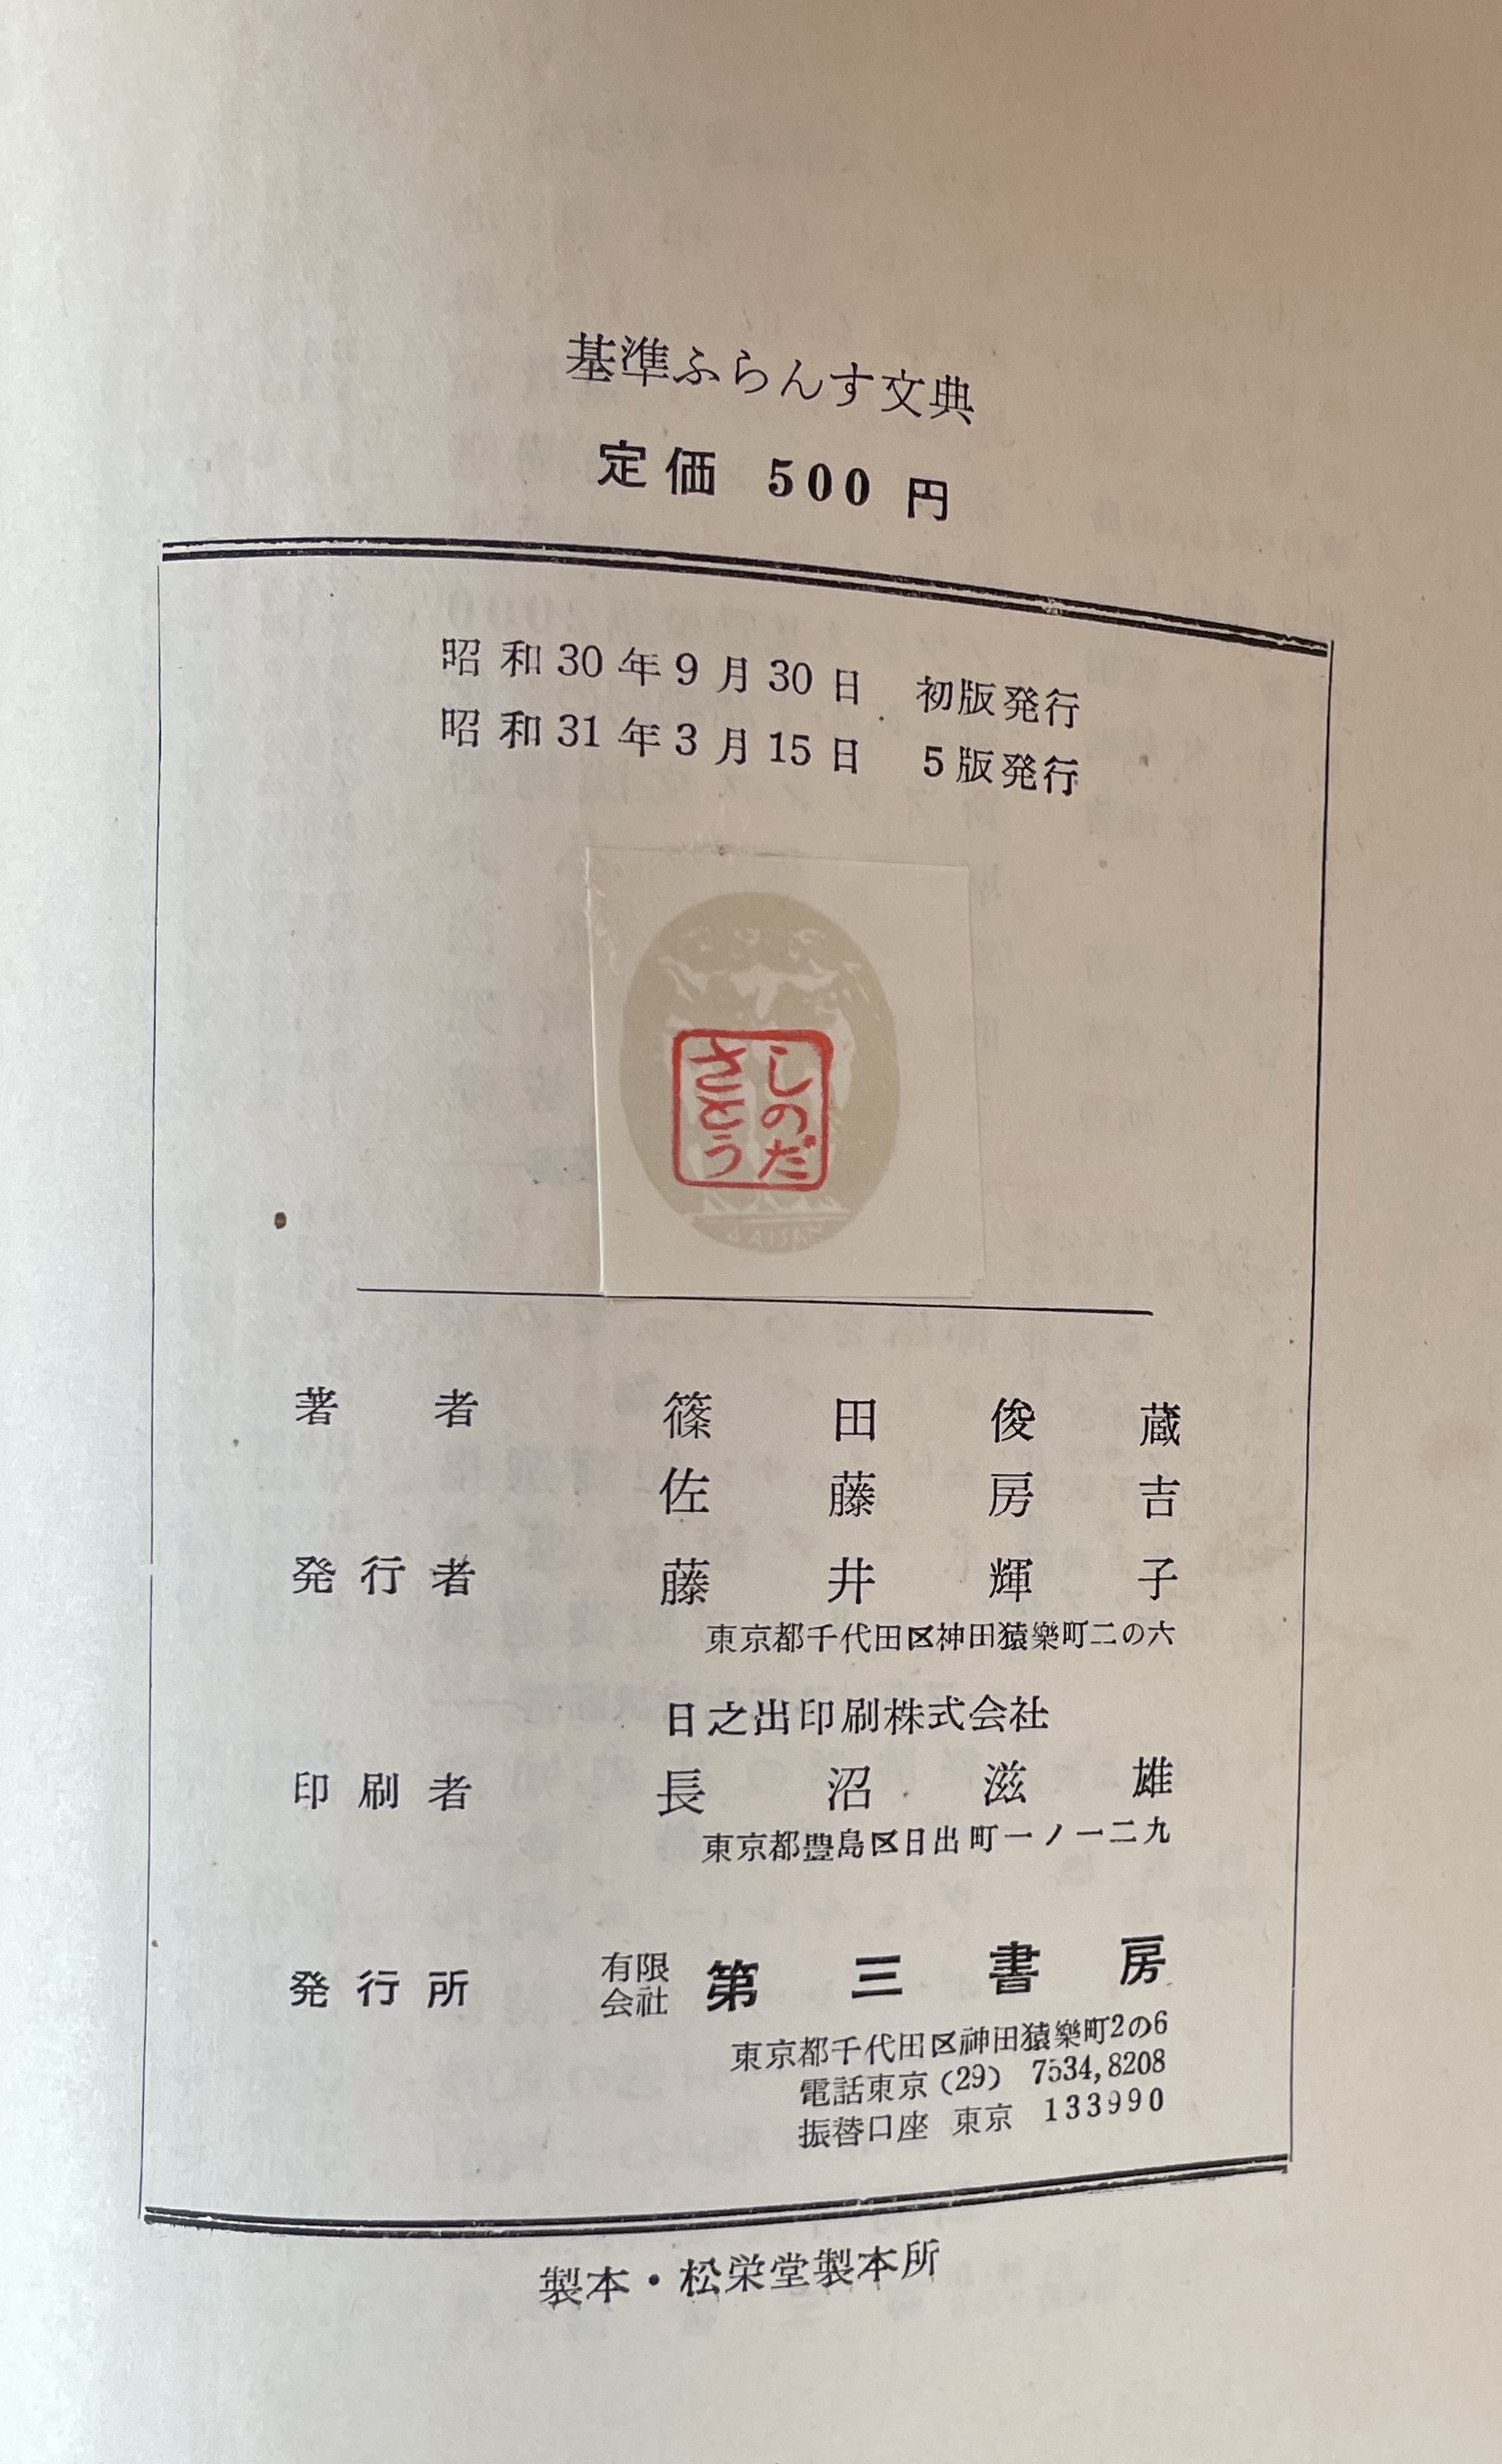 基準ふらんす文典
定価 500 円
昭和30年9月30日 初版発行
昭和31年3月15日 5版発行
しのだ
さとう
DAISAN
著者 篠田俊蔵
佐藤房吉
発行者 藤井輝子
東京都千代田区神田猿樂町二の六
日之出印刷株式会社
印刷者 長沼滋雄
東京都豊島区日出町一ノ一二九
発行所 有限会社 第三書房
東京都千代田区神田猿樂町2の6
電話東京(29) 7534,8208
振替口座 東京 133990
製本・松栄堂製本所